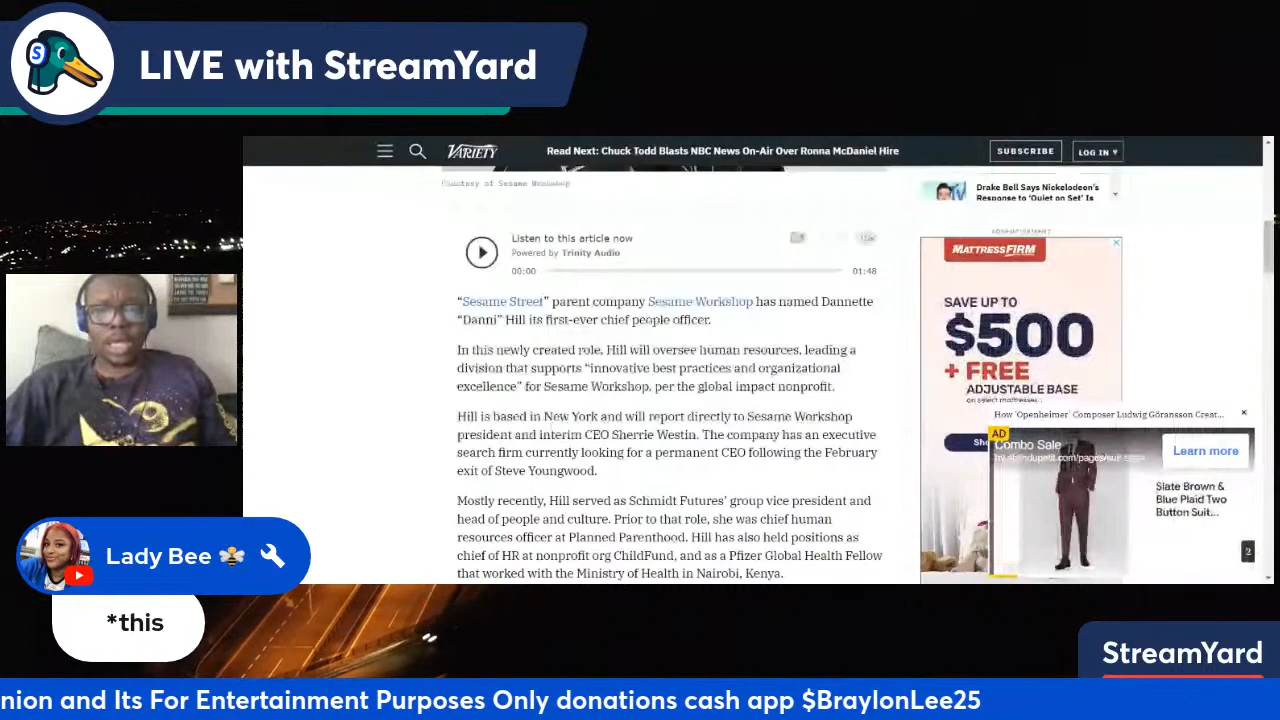 S
LIVE with StreamYard
VARIETY
Read Next: Chuck Todd Blasts NBC News On-Air Over Ronna McDaniel Hire
SUBSCRIBE
LOG IN ▾
Courtesy of Sesame Workshop
Drake Bell Says Nickelodeon's
Response to 'Quiet on Set' Is
Listen to this article now
Powered by Trinity Audio
00:00
01:48
“Sesame Street” parent company Sesame Workshop has named Dannette
“Danni” Hill its first-ever chief people officer.
In this newly created role, Hill will oversee human resources, leading a
division that supports “innovative best practices and organizational
excellence” for Sesame Workshop, per the global impact nonprofit.
Hill is based in New York and will report directly to Sesame Workshop
president and interim CEO Sherrie Westin. The company has an executive
search firm currently looking for a permanent CEO following the February
exit of Steve Youngwood.
Mostly recently, Hill served as Schmidt Futures’ group vice president and
head of people and culture. Prior to that role, she was chief human
resources officer at Planned Parenthood. Hill has also held positions as
chief of HR at nonprofit org ChildFund, and as a Pfizer Global Health Fellow
that worked with the Ministry of Health in Nairobi, Kenya.
ADVERTISEMENT
MATTRESSFIRM
SAVE UP TO
$500
+ FREE
ADJUSTABLE BASE
on select mattresses.
Sh
How 'Openheimer' Composer Ludwig Göransson Creat...
AD
Combo Sale
Learn more
Slate Brown &
Blue Plaid Two
Button Suit...
2
Lady Bee 🐝
*this
StreamYard
nion and Its For Entertainment Purposes Only donations cash app $BraylonLee25